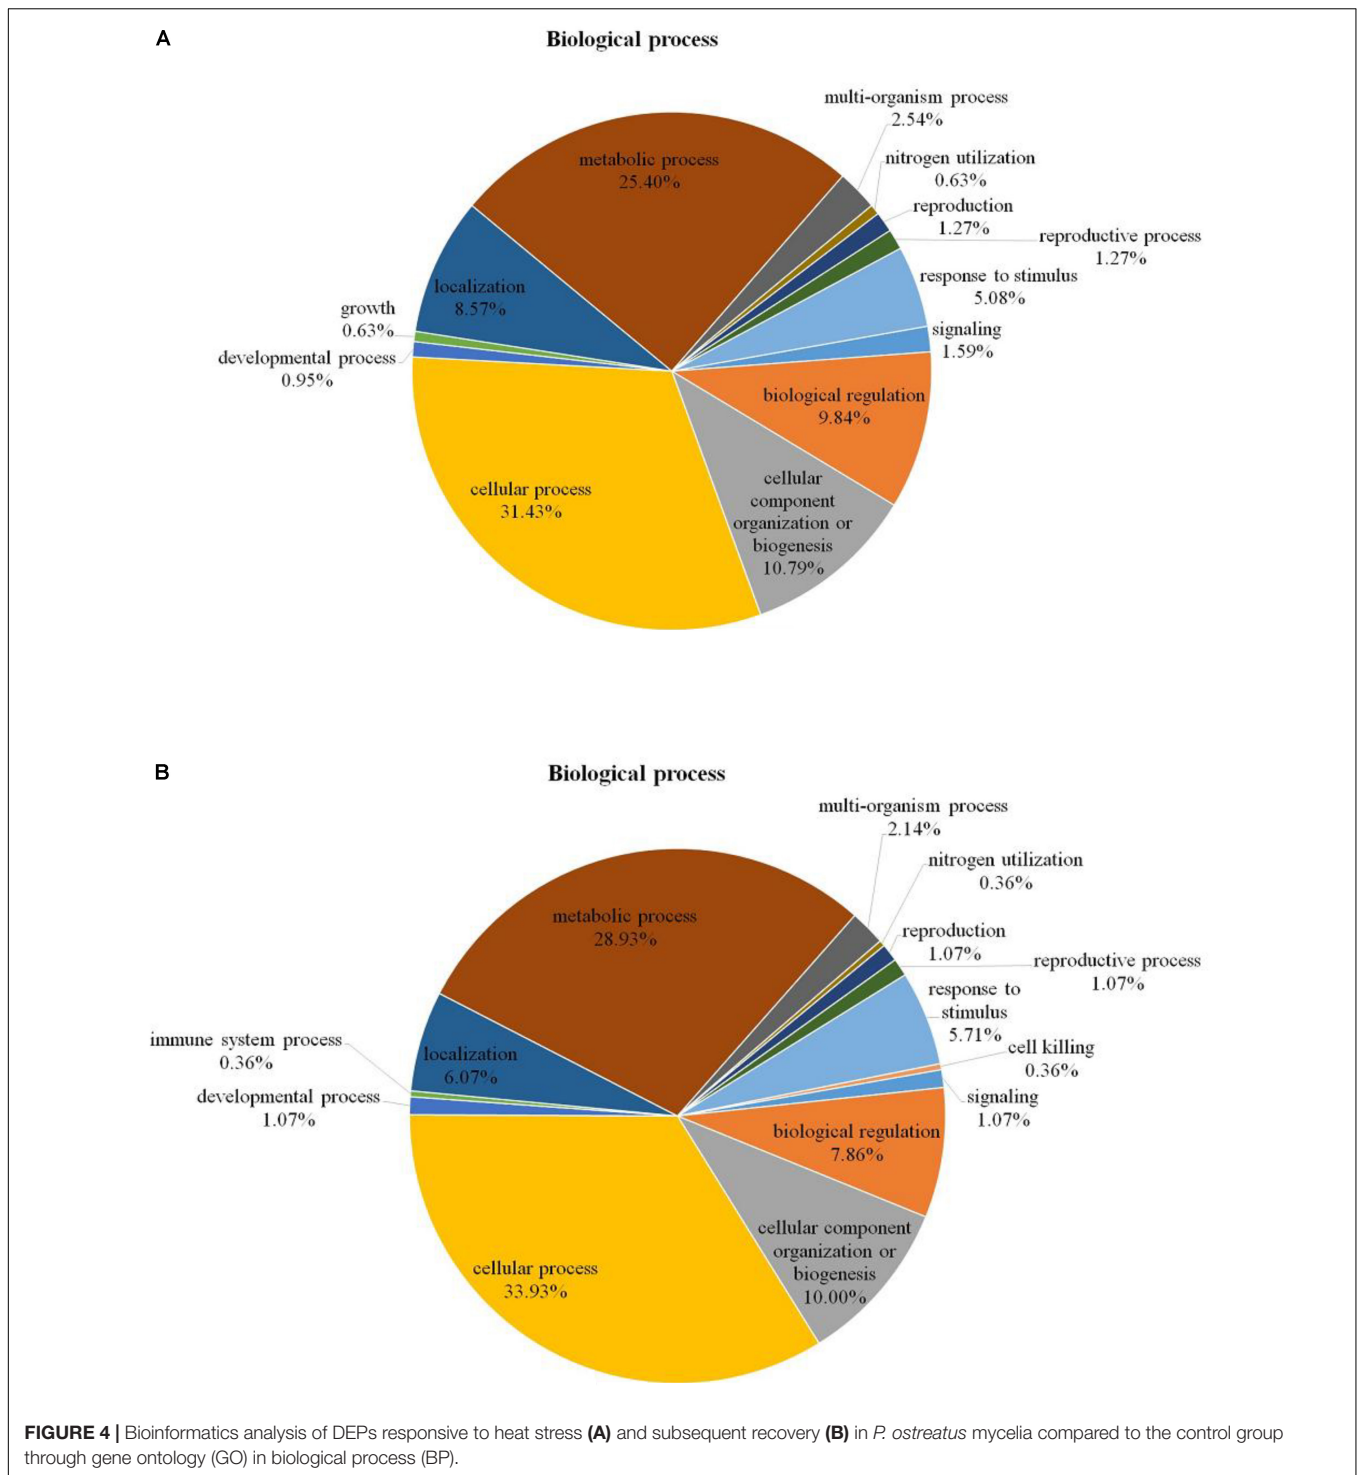 A
Biological process
multi-organism process
2.54%
metabolic process
25.40%
nitrogen utilization
0.63%
reproduction
1.27%
reproductive process
1.27%
response to stimulus
5.08%
localization
8.57%
growth
0.63%
signaling
1.59%
developmental process
0.95%
biological regulation
9.84%
cellular
component
organization or
biogenesis
10.79%
cellular process
31.43%
B
Biological process
multi-organism process
2.14%
nitrogen utilization
0.36%
metabolic process
28.93%
reproduction
1.07%
reproductive process
1.07%
response to
stimulus
5.71%
immune system process
0.36%
localization
6.07%
cell killing
0.36%
developmental process
1.07%
signaling
1.07%
biological regulation
7.86%
cellular component
organization or
biogenesis
10.00%
cellular process
33.93%
FIGURE 4 | Bioinformatics analysis of DEPs responsive to heat stress (A) and subsequent recovery (B) in P. ostreatus mycelia compared to the control group
through gene ontology (GO) in biological process (BP).